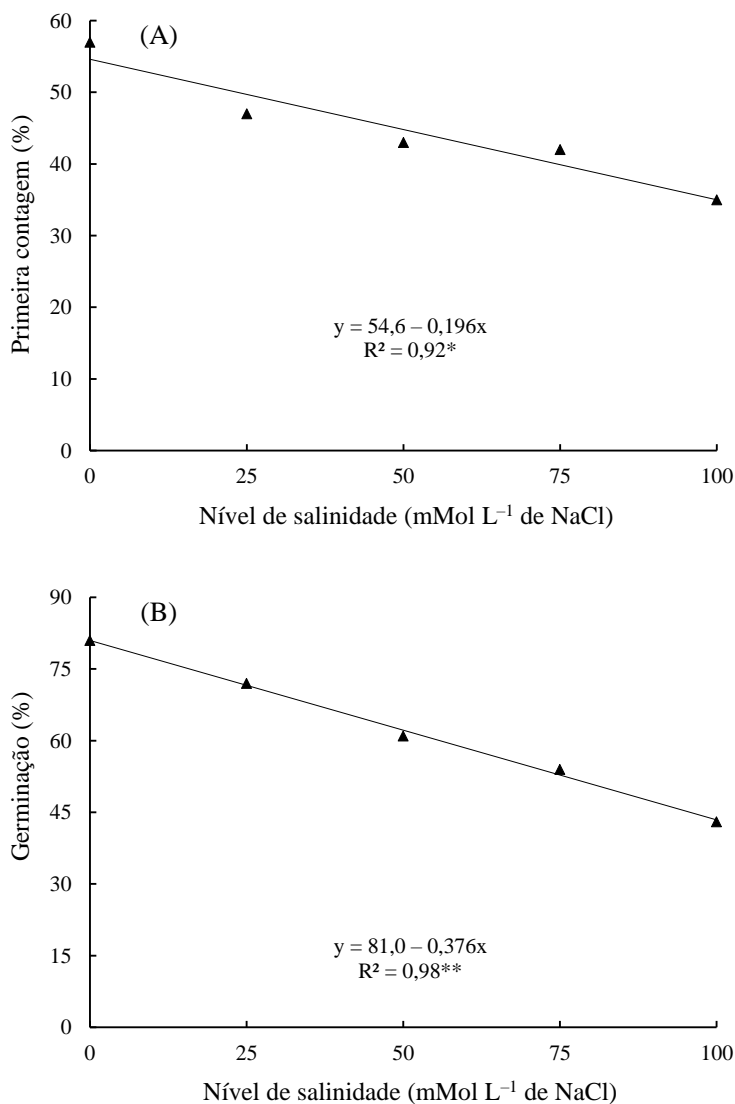 (A)
60
50
40
30
20
10
0
Primeira contagem (%)
y = 54,6 – 0,196x
R² = 0,92*
0 25 50 75 100
Nível de salinidade (mMol L⁻¹ de NaCl)
(B)
90
75
60
45
30
15
0
Germinação (%)
y = 81,0 – 0,376x
R² = 0,98**
0 25 50 75 100
Nível de salinidade (mMol L⁻¹ de NaCl)